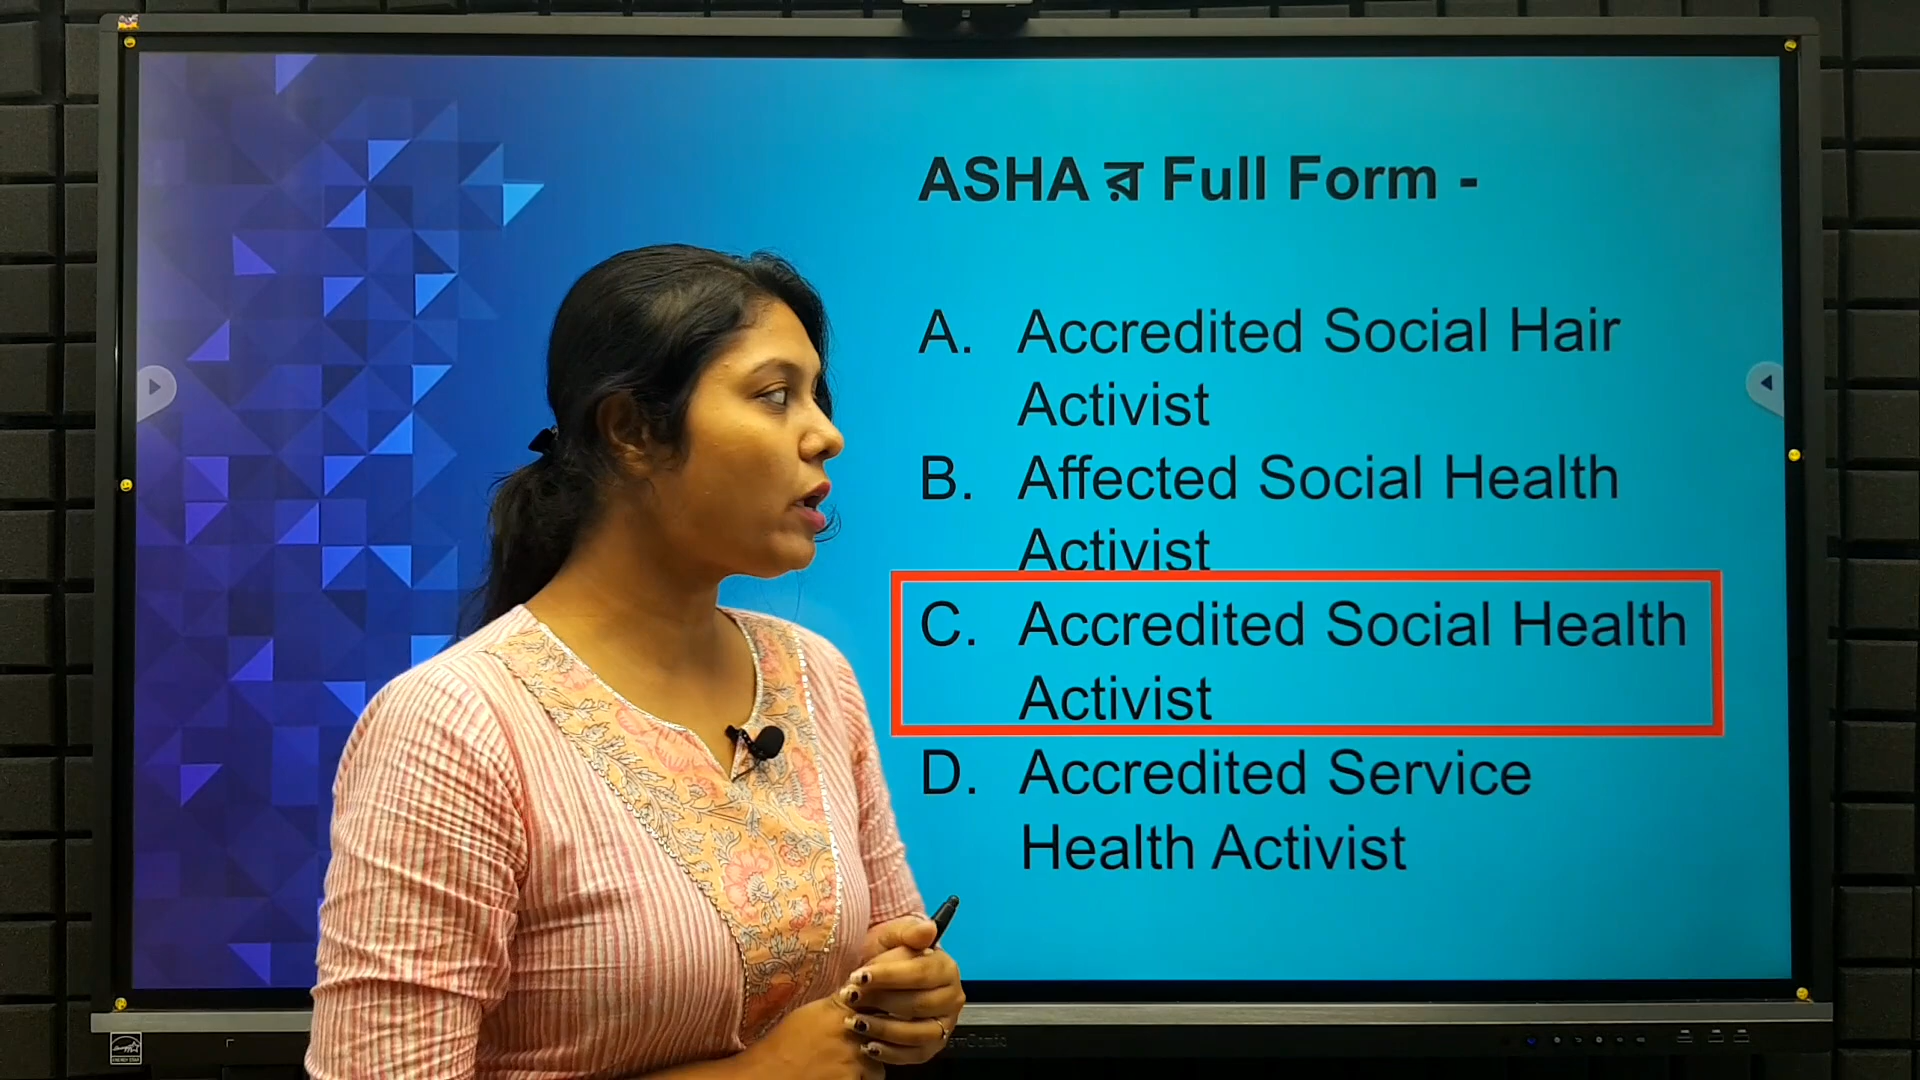 ASHA র Full Form -
A. Accredited Social Hair
Activist
B. Affected Social Health
Activist
C. Accredited Social Health
Activist
D. Accredited Service
Health Activist